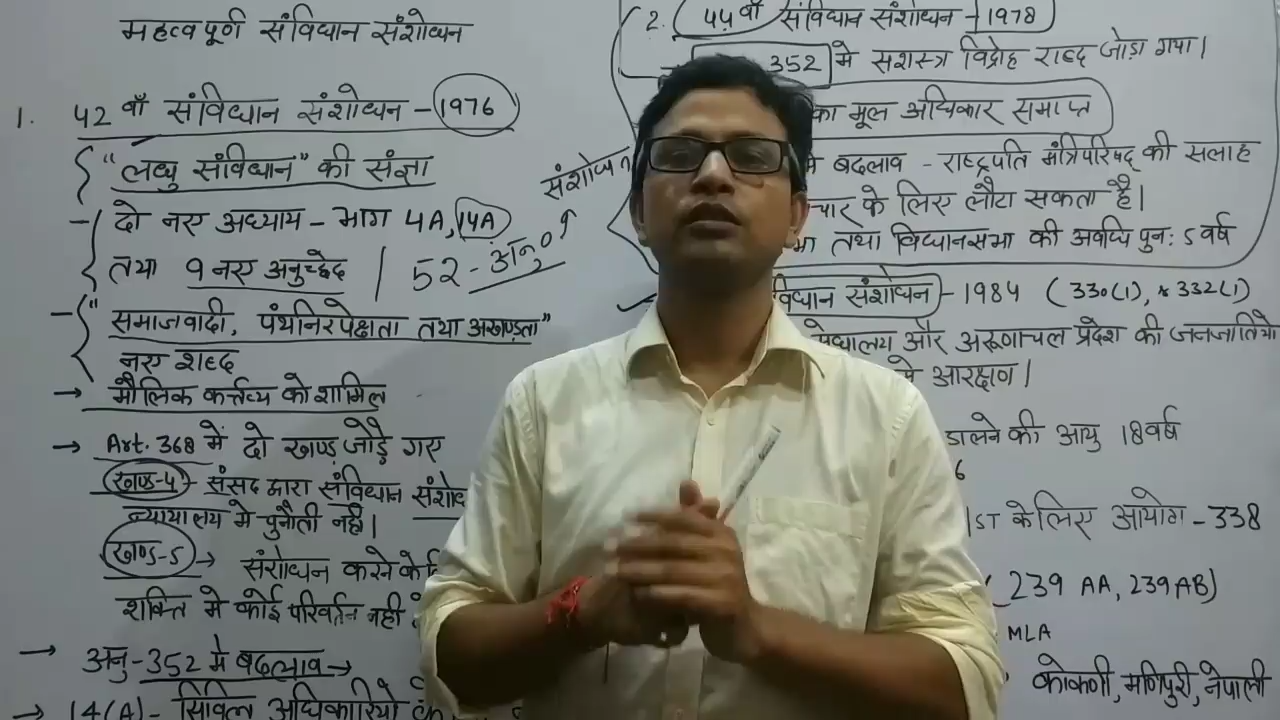 महत्वपूर्ण संविधान संशोधन
1. 42 वाँ संविधान संशोधन - 1976
"लघु संविधान" की संज्ञा
- दो नए अध्याय - भाग 4A, 14A
तथा 9 नए अनुच्छेद | 52 - अनु०
- "समाजवादी, पंथनिरपेक्षता तथा अखण्डता"
नए शब्द
→ मौलिक कर्त्तव्य को शामिल
→ Art. 368 में दो खण्ड जोड़े गए
खण्ड-4 - संसद द्वारा संविधान संशोध
न्यायालय मे चुनौती नही।
खण्ड-5 → संशोधन करने के
शक्ति मे कोई परिवर्तन नही
→ अनु - 352 मे बदलाव →
→ 14(A) - सिविल अधिकारियो के
2. 44 वाँ संविधान संशोधन - 1978
352 मे सशस्त्र विद्रोह शब्द जोड़ा गया।
का मूल अधिकार समाप्त
संशोधन
मे बदलाव - राष्ट्रपति मंत्रिपरिषद् की सलाह
चार के लिए लौटा सकता है।
भा तथा विधानसभा की अवधि पुन: 5 वर्ष
विधान संशोधन - 1984 (330(1), * 332(1)
मेघालय और अरूणाचल प्रदेश की जनजातियो
मे आरक्षण।
डालने की आयु 18 वर्ष
6
ST के लिए आयोग - 338
(239 AA, 239 AB)
MLA
कोकणी, मणिपुरी, नेपाली